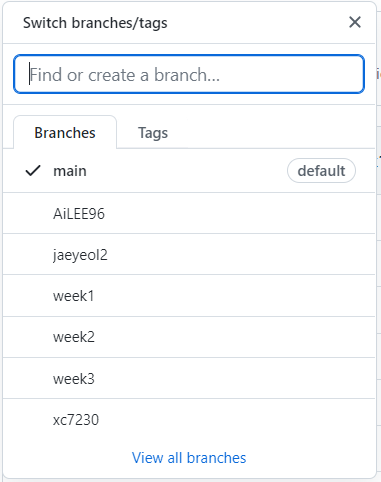 Switch branches/tags
Find or create a branch...
Branches Tags
main default
AiLEE96
jaeyeol2
week1
week2
week3
xc7230
View all branches